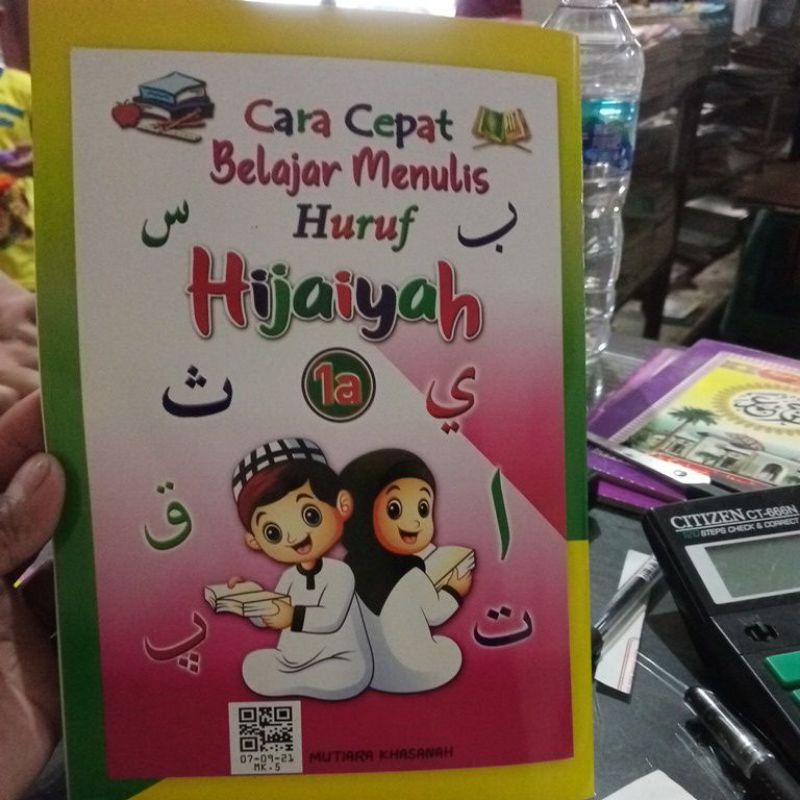 Cara Cepat
Belajar Menulis
Huruf
Hijaiyah
س
ب
ث
1a
ي
ق
ا
پ
ت
07-09-21
MK.5
MUTIARA KHASANAH
CITIZEN CT-666N
120 STEPS CHECK & CORRECT